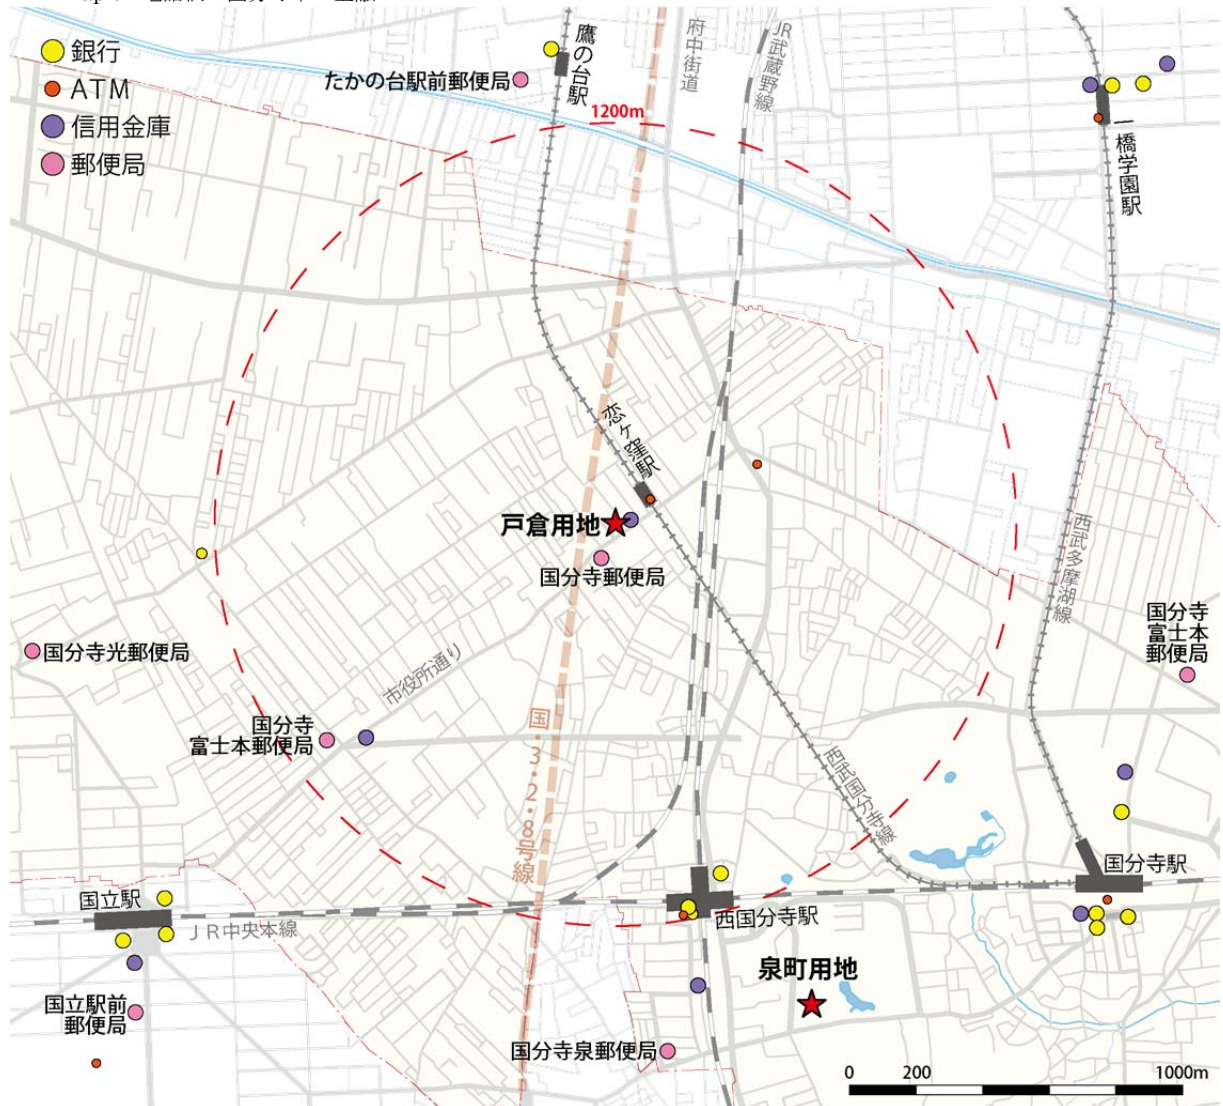 銀行
ATM
信用金庫
郵便局
鷹の台駅
たかの台駅前郵便局
府中街道
JR武蔵野線
1200m
一橋学園駅
恋ヶ窪駅
戸倉用地
国分寺郵便局
西武多摩湖線
国分寺
富士本
郵便局
国分寺光郵便局
市役所通り
国分寺
富士本郵便局
国・3・2・8号線
西武国分寺線
国分寺駅
国立駅
JR中央本線
西国分寺駅
泉町用地
国立駅前
郵便局
国分寺泉郵便局
0 200 1000m